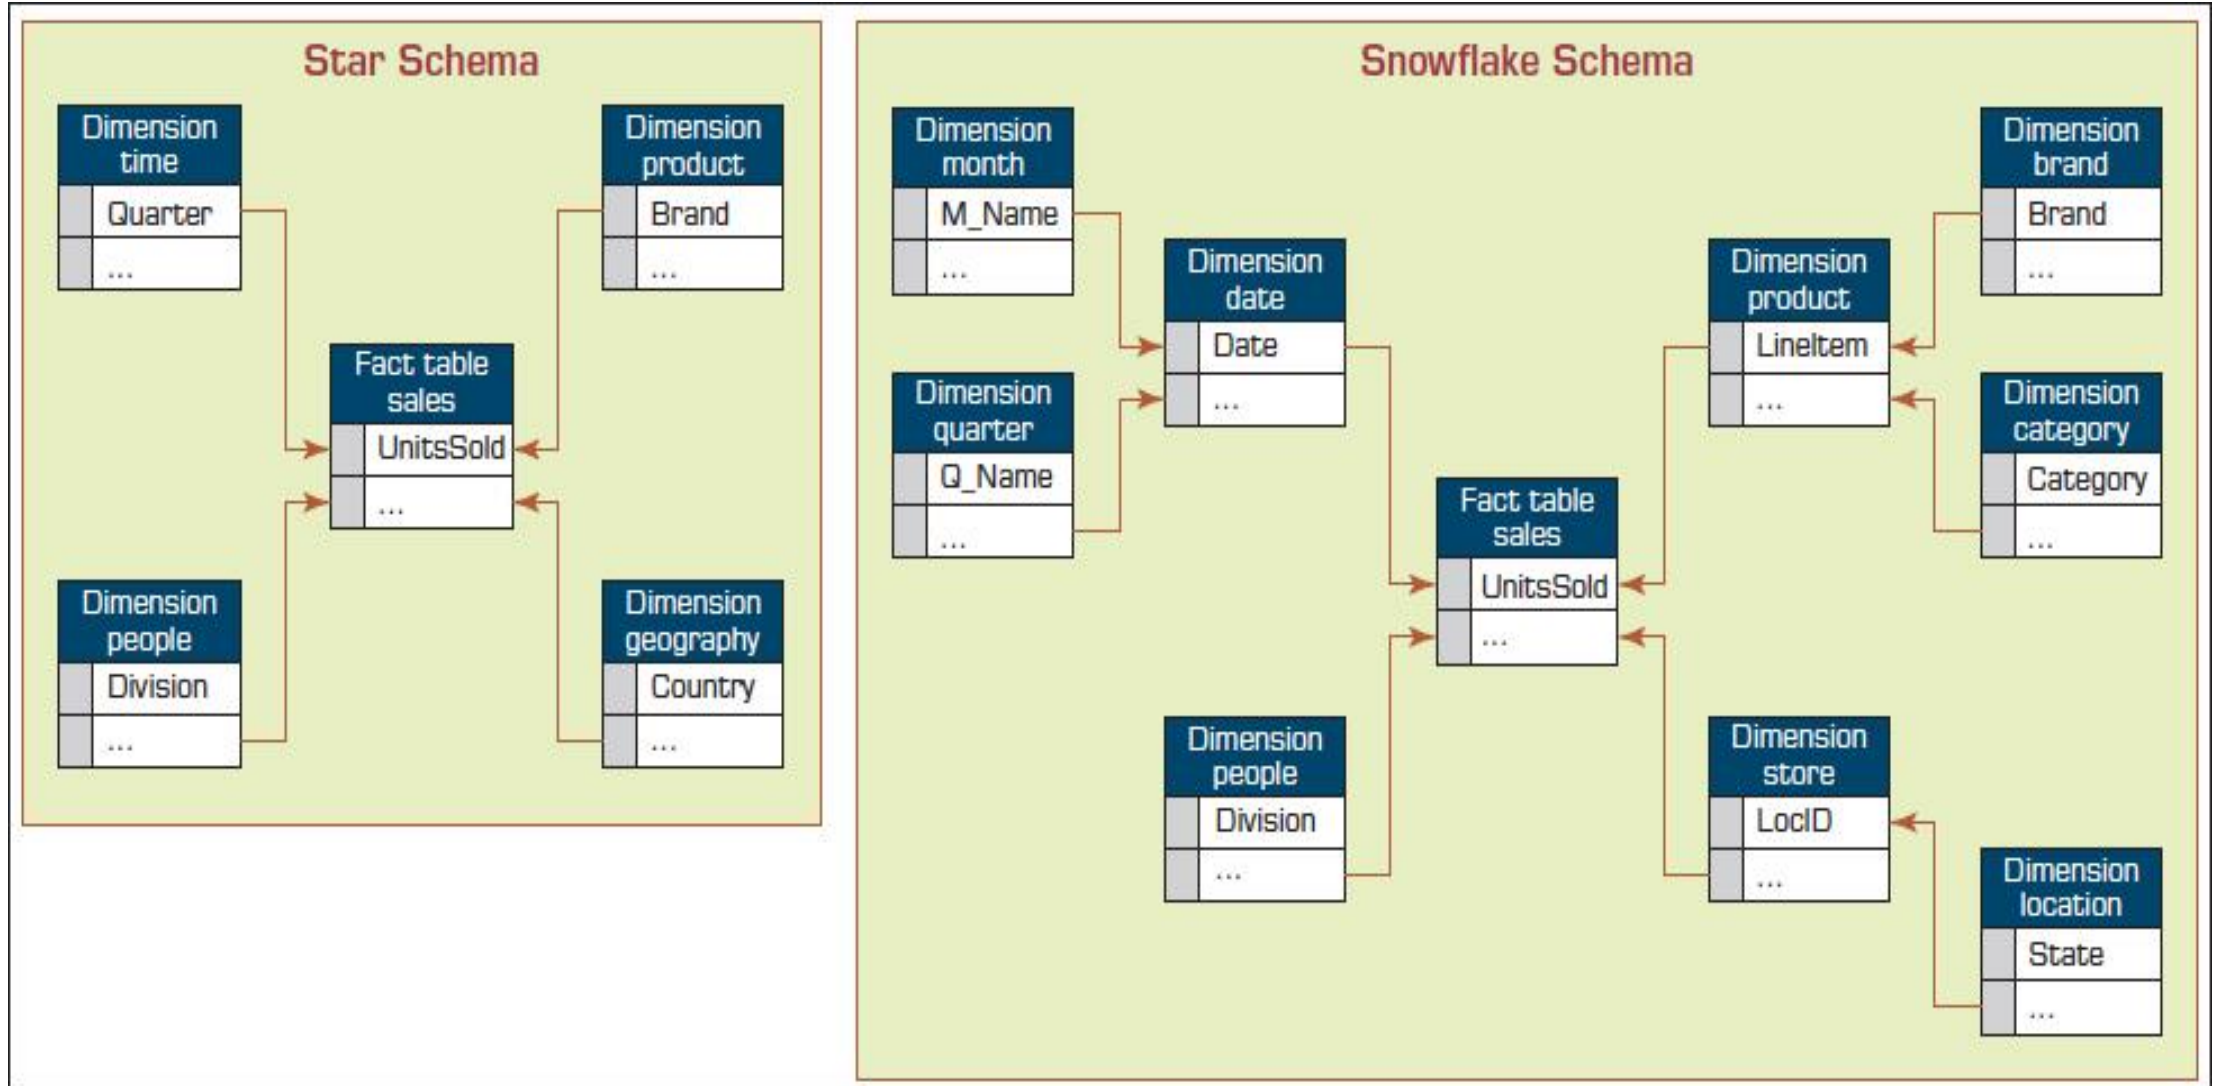 Star Schema
Dimension
time
Quarter
...
Dimension
product
Brand
...
Fact table
sales
UnitsSold
...
Dimension
people
Division
...
Dimension
geography
Country
...
Snowflake Schema
Dimension
month
M_Name
...
Dimension
quarter
Q_Name
...
Dimension
date
Date
...
Dimension
product
LineItem
...
Dimension
brand
Brand
...
Dimension
category
Category
...
Fact table
sales
UnitsSold
...
Dimension
people
Division
...
Dimension
store
LocID
...
Dimension
location
State
...